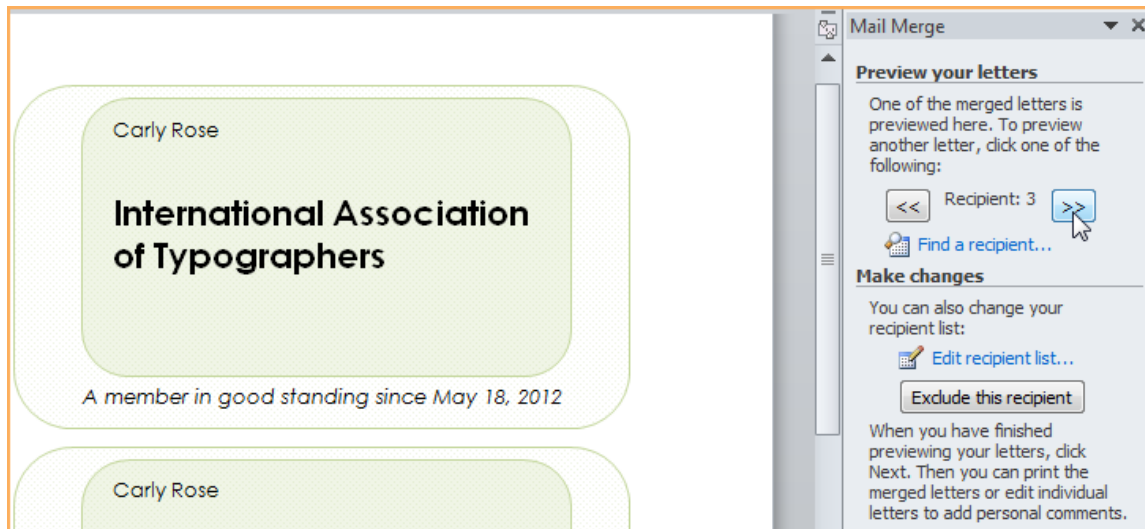 Carly Rose
International Association
of Typographers
A member in good standing since May 18, 2012
Carly Rose
Mail Merge
Preview your letters
One of the merged letters is
previewed here. To preview
another letter, click one of the
following:
<< Recipient: 3 >>
Find a recipient...
Make changes
You can also change your
recipient list:
Edit recipient list...
Exclude this recipient
When you have finished
previewing your letters, click
Next. Then you can print the
merged letters or edit individual
letters to add personal comments.